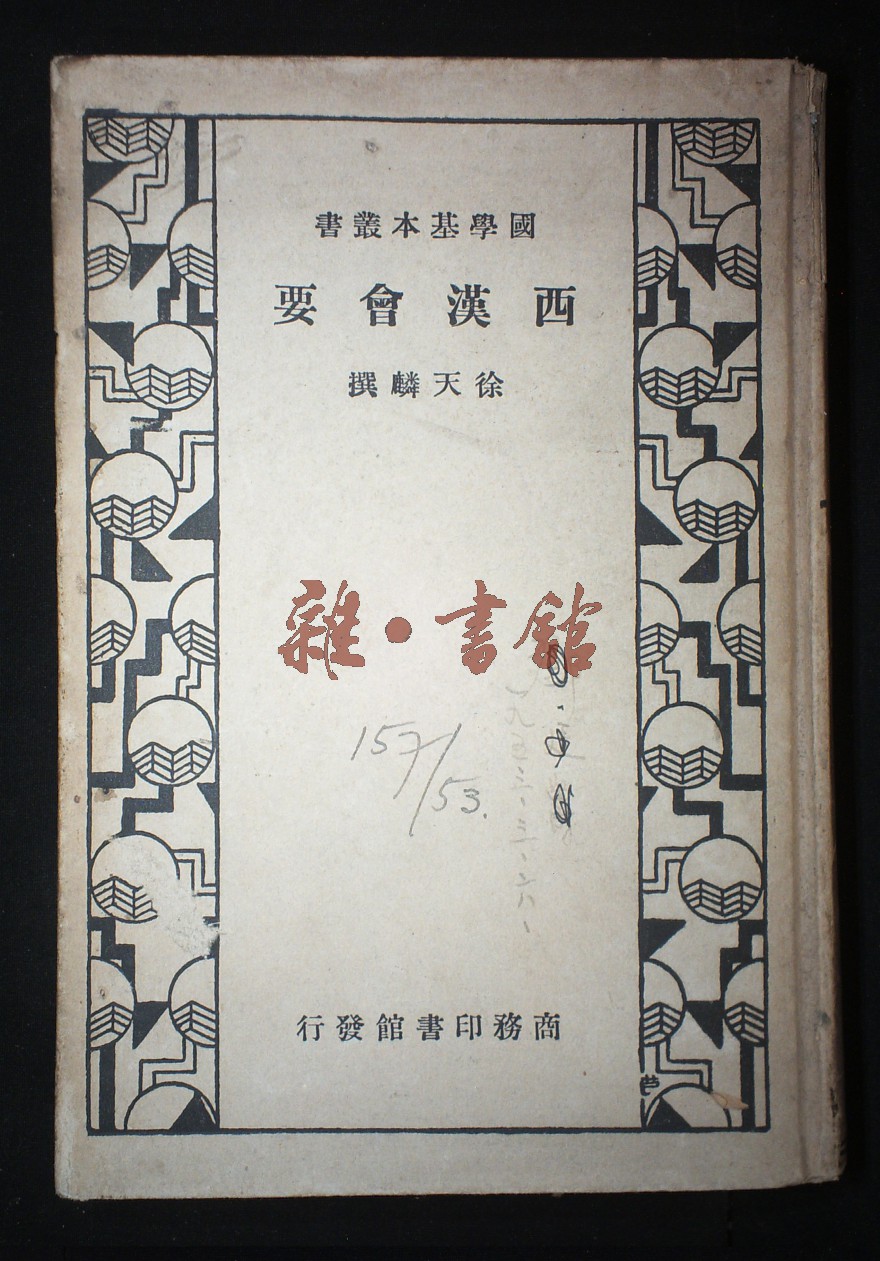 國學基本叢書
西漢會要
徐天麟撰
雜·書館
157/53.
商務印書館發行